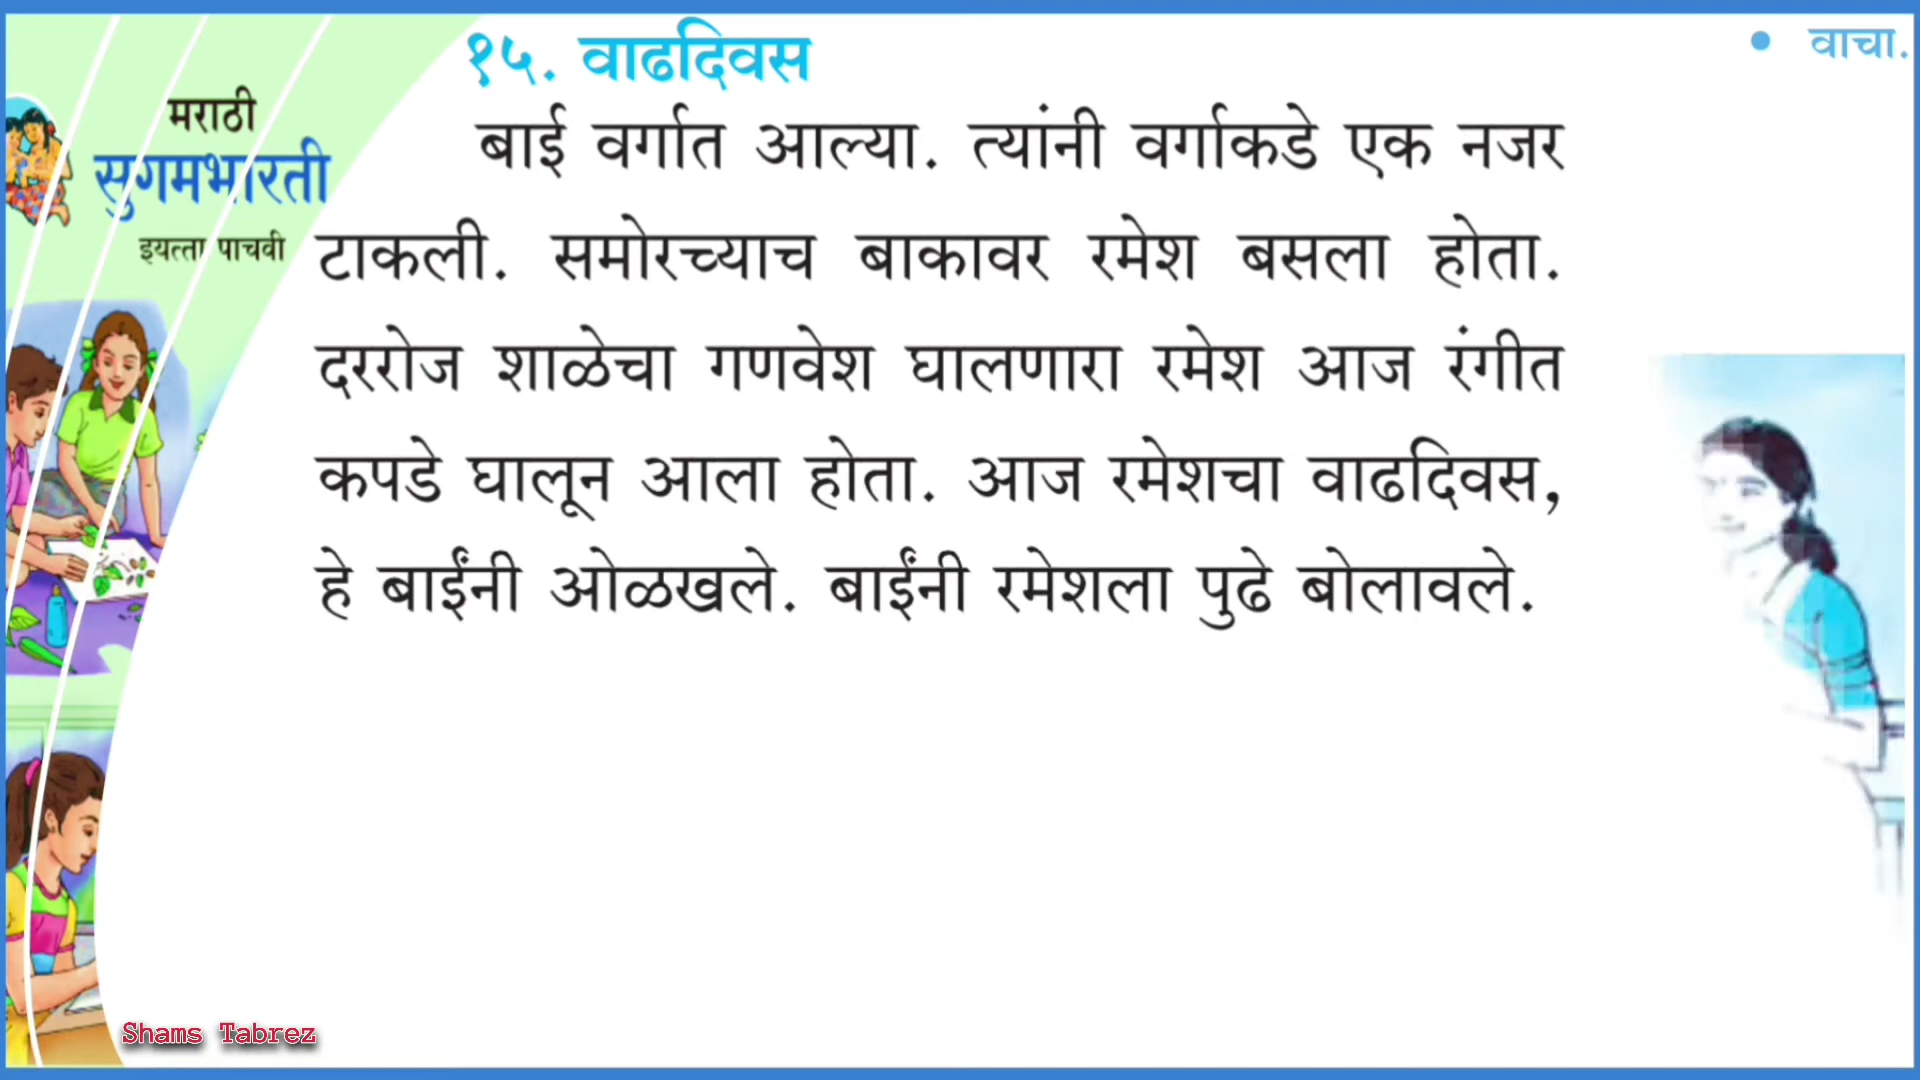 १५. वाढदिवस
• वाचा.
मराठी
सुगमभारती
इयत्ता पाचवी
बाई वर्गात आल्या. त्यांनी वर्गाकडे एक नजर
टाकली. समोरच्याच बाकावर रमेश बसला होता.
दररोज शाळेचा गणवेश घालणारा रमेश आज रंगीत
कपडे घालून आला होता. आज रमेशचा वाढदिवस,
हे बाईंनी ओळखले. बाईंनी रमेशला पुढे बोलावले.
Shams Tabrez